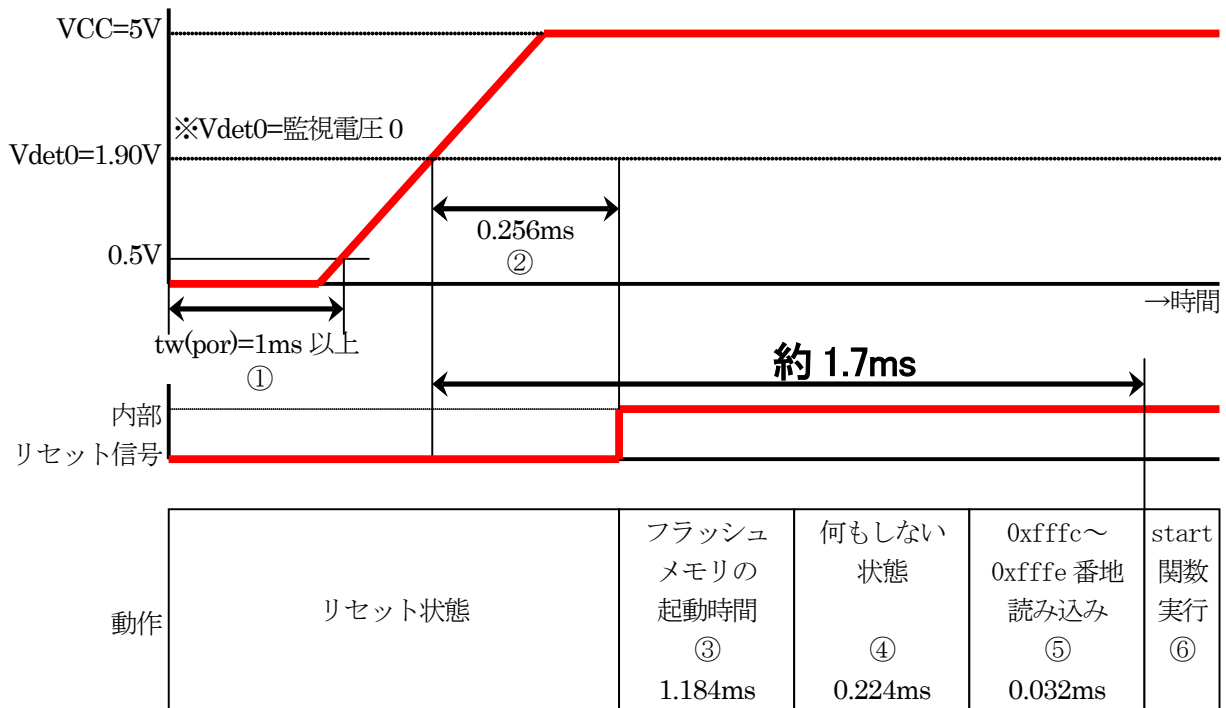 VCC=5V
※Vdet0=監視電圧 0
Vdet0=1.90V
0.256ms
②
0.5V
→時間
tw(por)=1ms 以上
①
約 1.7ms
内部
リセット信号
動作
リセット状態
フラッシュ
メモリの
起動時間
③
1.184ms
何もしない
状態
④
0.224ms
0xfffc～
0xfffe 番地
読み込み
⑤
0.032ms
start
関数
実行
⑥